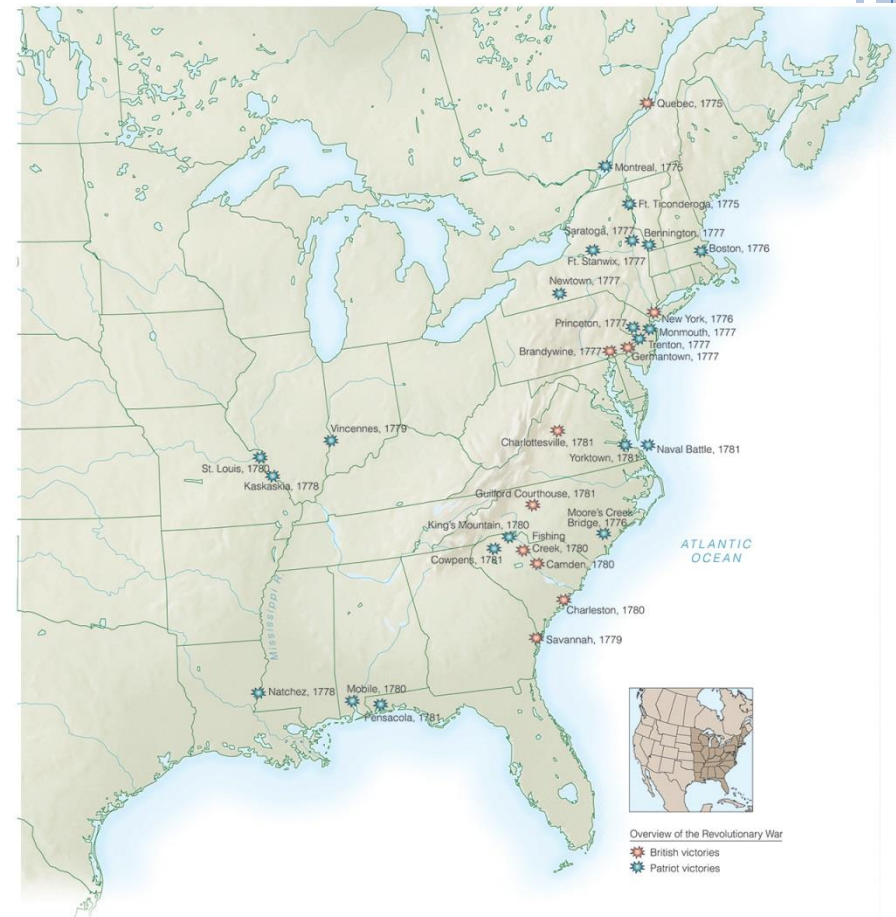 Quebec, 1775
Montreal, 1775
Ft. Ticonderoga, 1775
Saratoga, 1777
Bennington, 1777
Boston, 1776
Ft. Stanwix, 1777
Newtown, 1777
New York, 1776
Princeton, 1777
Monmouth, 1777
Trenton, 1777
Brandywine, 1777
Germantown, 1777
Vincennes, 1779
Charlottesville, 1781
Yorktown, 1781
Naval Battle, 1781
St. Louis, 1780
Kaskaskia, 1778
Guilford Courthouse, 1781
Moore's Creek
Bridge, 1776
King's Mountain, 1780
Fishing
Creek, 1780
Cowpens, 1781
Camden, 1780
ATLANTIC
OCEAN
Charleston, 1780
Mississippi R.
Savannah, 1779
Natchez, 1778
Mobile, 1780
Pensacola, 1781
Overview of the Revolutionary War
British victories
Patriot victories